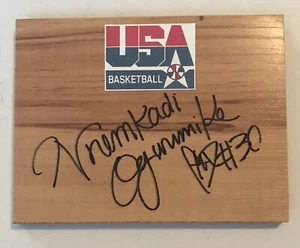 USA
BASKETBALL
Nnemkadi
Ogwumike
#30